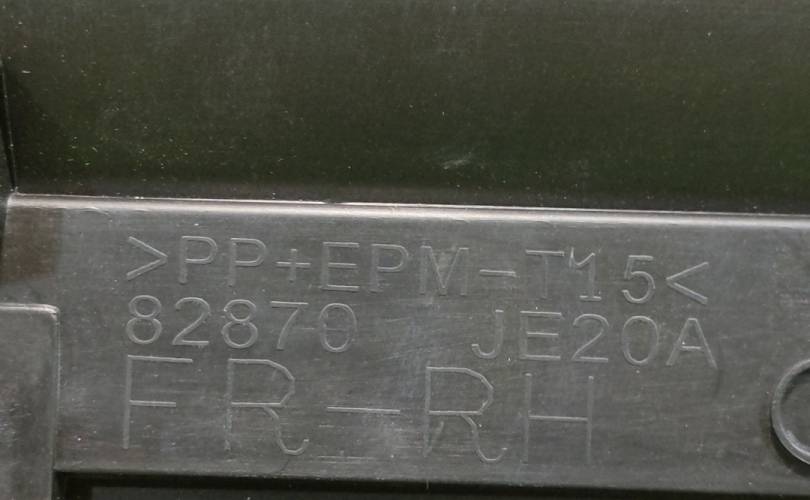 >PP+EPM-T15<
82870 JE20A
FR-RH